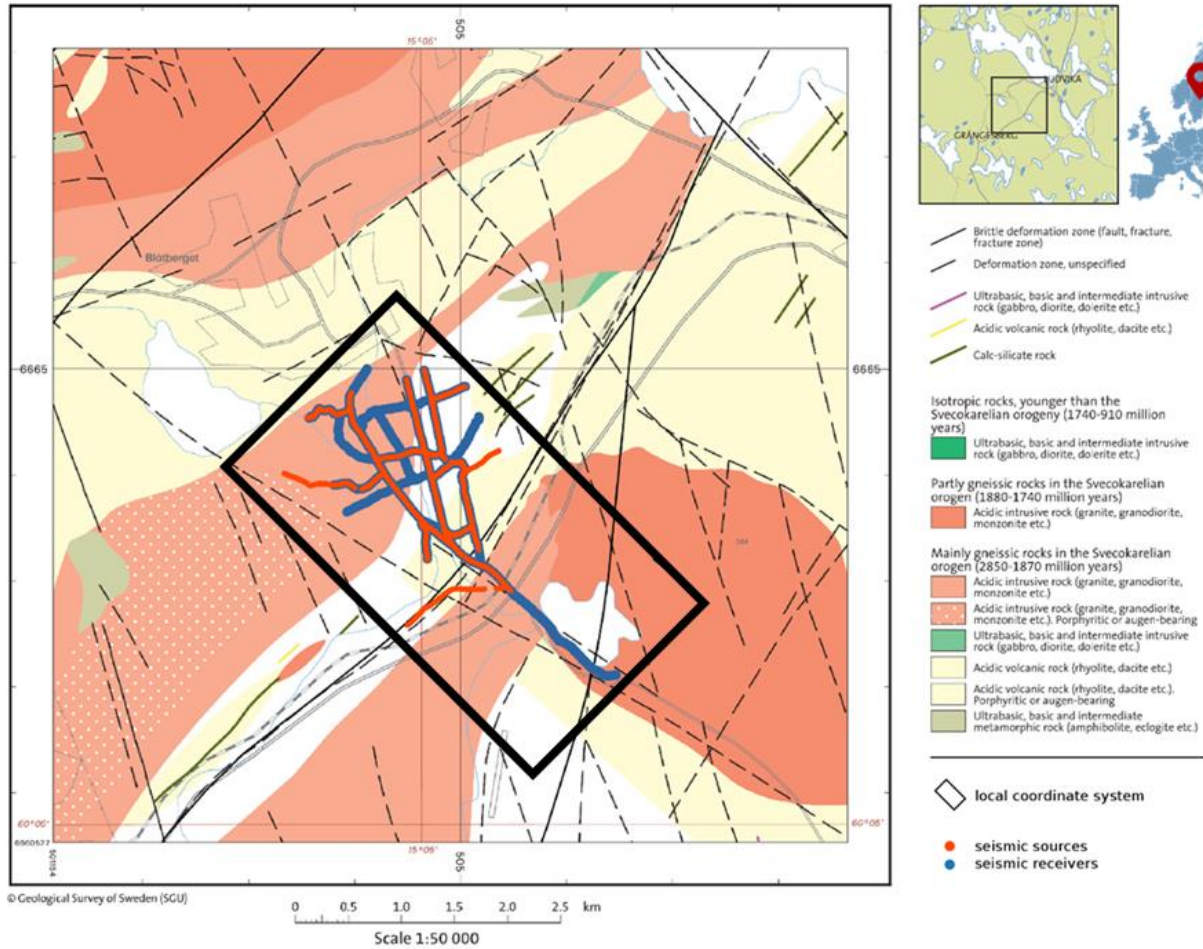 15°05'
505
LUDVIKA
GRÄNGESBERG
Blötberget
6665
6665
344
60°05'
60°05'
6660577
501154
15°05'
505
© Geological Survey of Sweden (SGU)
0 0.5 1.0 1.5 2.0 2.5 km
Scale 1:50 000
Brittle deformation zone (fault, fracture,
fracture zone)
Deformation zone, unspecified
Ultrabasic, basic and intermediate intrusive
rock (gabbro, diorite, dolerite etc.)
Acidic volcanic rock (rhyolite, dacite etc.)
Calc-silicate rock
Isotropic rocks, younger than the
Svecokarelian orogeny (1740-910 million
years)
Ultrabasic, basic and intermediate intrusive
rock (gabbro, diorite, dolerite etc.)
Partly gneissic rocks in the Svecokarelian
orogen (1880-1740 million years)
Acidic intrusive rock (granite, granodiorite,
monzonite etc.)
Mainly gneissic rocks in the Svecokarelian
orogen (2850-1870 million years)
Acidic intrusive rock (granite, granodiorite,
monzonite etc.)
Acidic intrusive rock (granite, granodiorite,
monzonite etc.). Porphyritic or augen-bearing
Ultrabasic, basic and intermediate intrusive
rock (gabbro, diorite, dolerite etc.)
Acidic volcanic rock (rhyolite, dacite etc.)
Acidic volcanic rock (rhyolite, dacite etc.).
Porphyritic or augen-bearing
Ultrabasic, basic and intermediate
metamorphic rock (amphibolite, eclogite etc.)
local coordinate system
seismic sources
seismic receivers